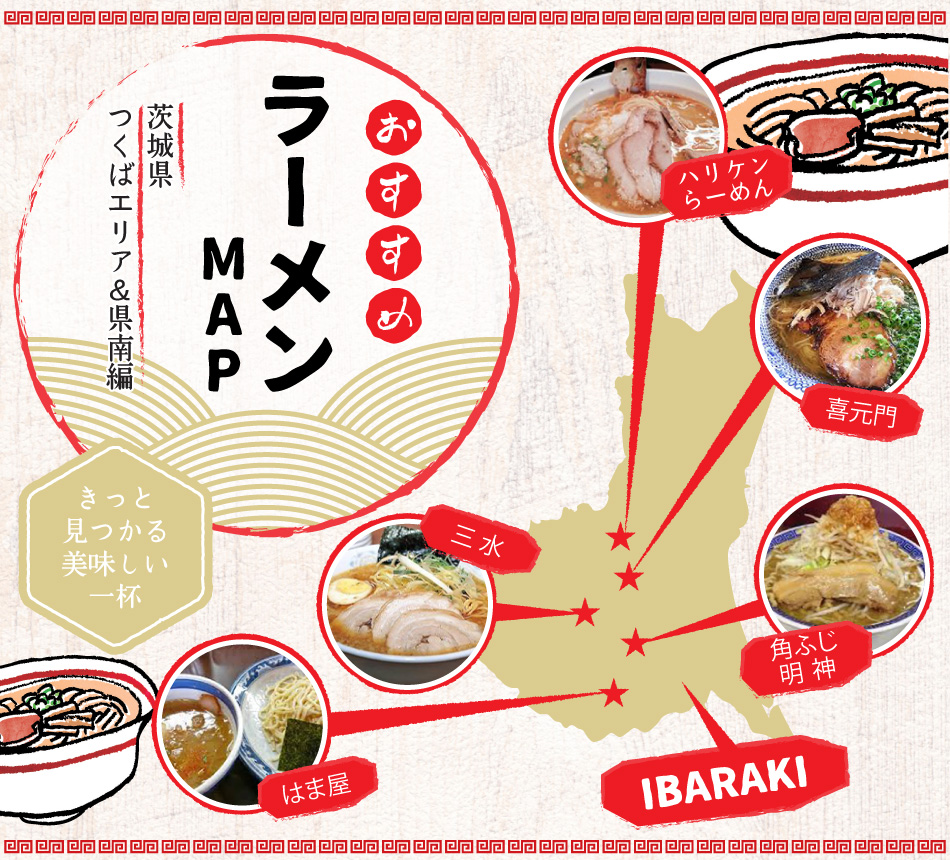 おすすめ
ラーメン
MAP
茨城県
つくばエリア&県南編
きっと
見つかる
美味しい
一杯
ハリケン
らーめん
喜元門
三水
角ふじ
明神
はま屋
IBARAKI